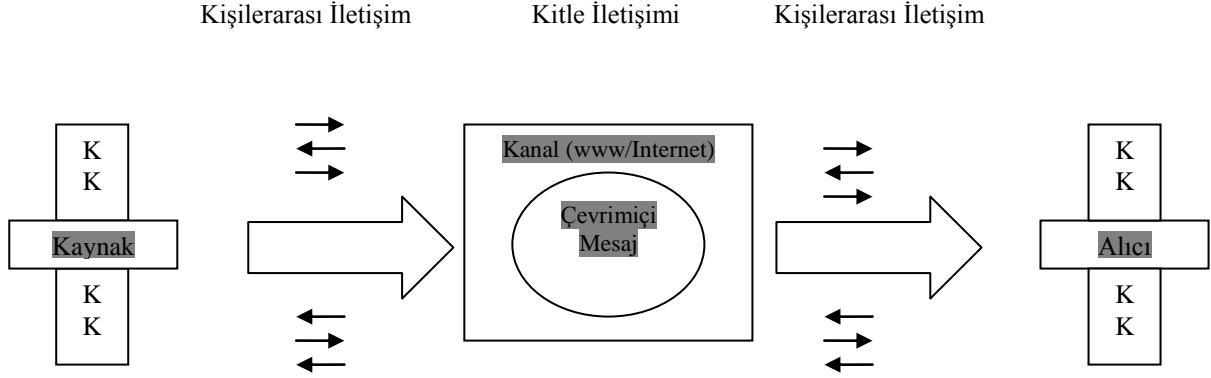 Kişilerarası İletişim Kitle İletişimi Kişilerarası İletişim
K
K
Kaynak
K
K
Kanal (www/Internet)
Çevrimiçi
Mesaj
K
K
Alıcı
K
K